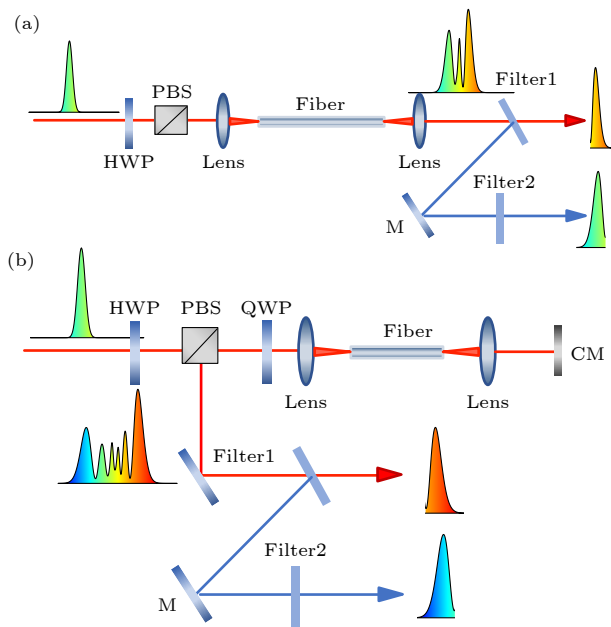 (a)
PBS
Fiber
Filter1
HWP
Lens
Lens
Filter2
M
(b)
HWP
PBS
QWP
Fiber
CM
Lens
Lens
Filter1
Filter2
M